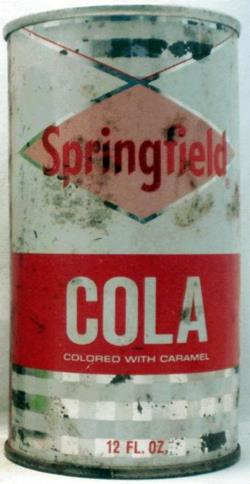 Springfield
COLA
COLORED WITH CARAMEL
12 FL. OZ.